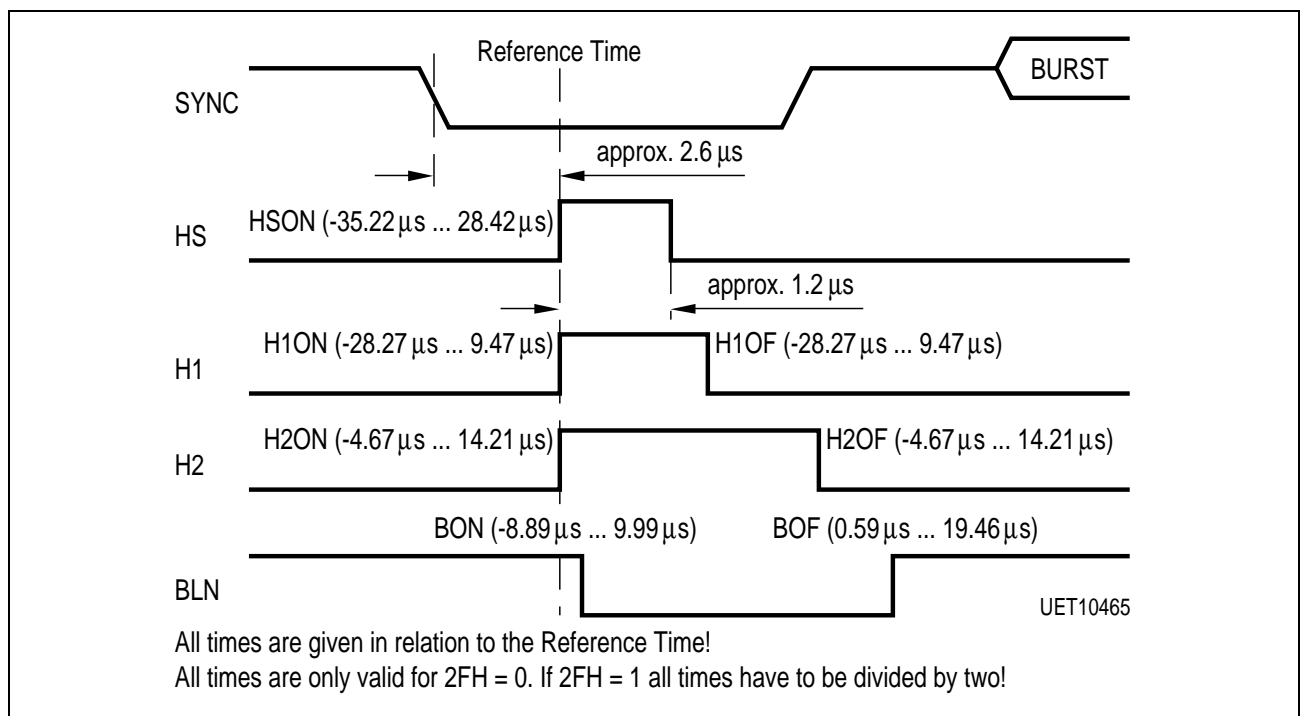 Reference Time
BURST
SYNC
approx. 2.6 µs
HSON (-35.22 µs ... 28.42 µs)
HS
approx. 1.2 µs
H1ON (-28.27 µs ... 9.47 µs) H1OF (-28.27 µs ... 9.47 µs)
H1
H2ON (-4.67 µs ... 14.21 µs) H2OF (-4.67 µs ... 14.21 µs)
H2
BON (-8.89 µs ... 9.99 µs) BOF (0.59 µs ... 19.46 µs)
BLN
UET10465
All times are given in relation to the Reference Time!
All times are only valid for 2FH = 0. If 2FH = 1 all times have to be divided by two!